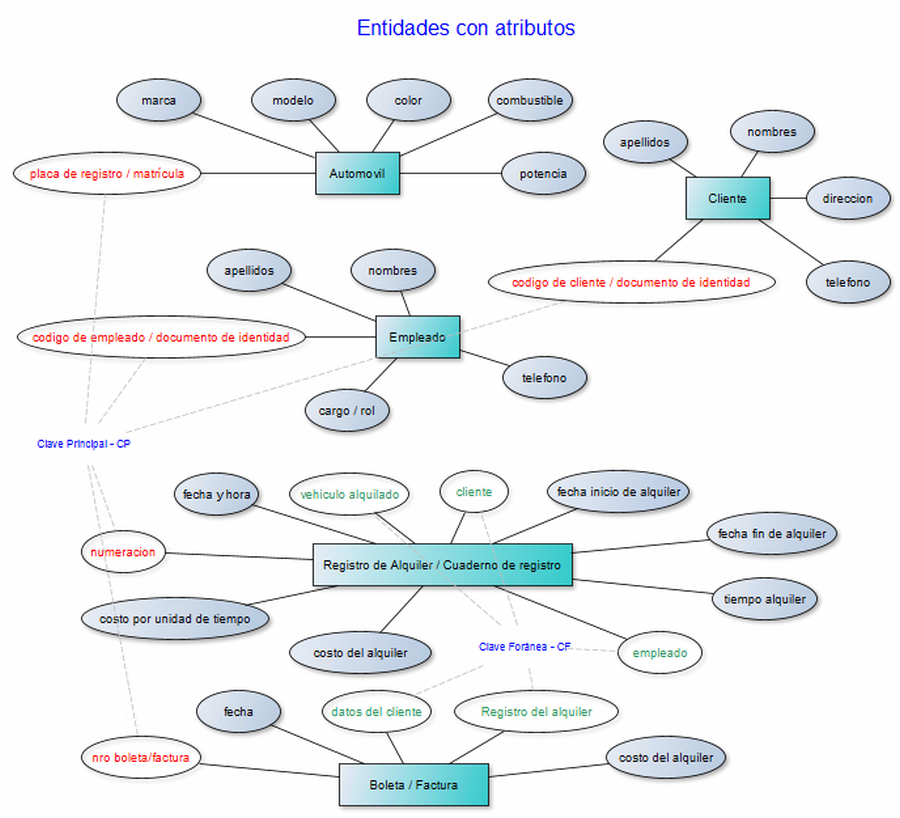 Entidades con atributos
marca
modelo
color
combustible
apellidos
nombres
placa de registro / matrícula
Automovil
potencia
Cliente
direccion
apellidos
nombres
codigo de cliente / documento de identidad
telefono
codigo de empleado / documento de identidad
Empleado
telefono
cargo / rol
Clave Principal - CP
fecha y hora
vehiculo alquilado
cliente
fecha inicio de alquiler
fecha fin de alquiler
numeracion
Registro de Alquiler / Cuaderno de registro
tiempo alquiler
costo por unidad de tiempo
costo del alquiler
Clave Foránea - CF
empleado
fecha
datos del cliente
Registro del alquiler
nro boleta/factura
costo del alquiler
Boleta / Factura